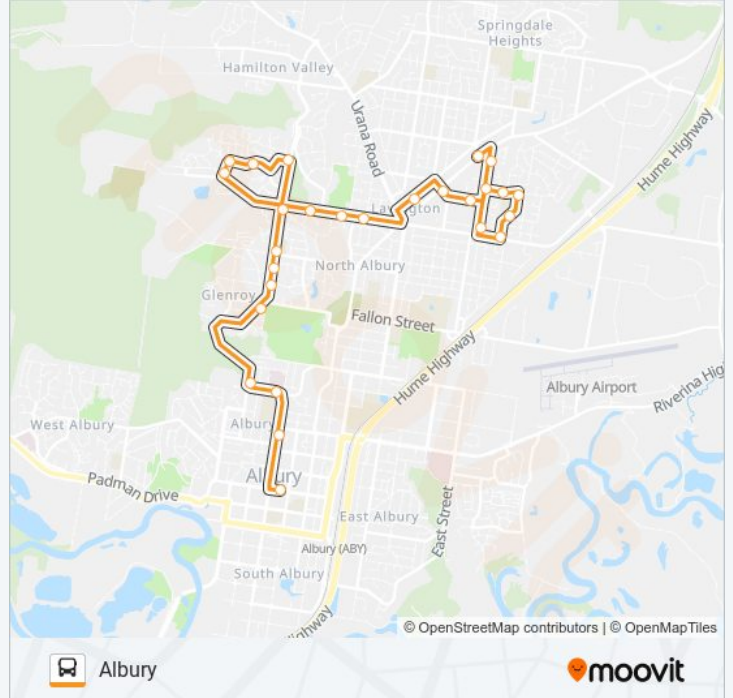 Springdale
Heights
Hamilton Valley
Urana Road
Hume Highway
Lavington
North Albury
Glenroy
Fallon Street
Hume Highway
Albury Airport
Riverina Hig
West Albury
Albury
Albury
Padman Drive
East Street
East Albury
Albury (ABY)
South Albury
Highway
© OpenStreetMap contributors | © OpenMapTiles
Albury
moovit